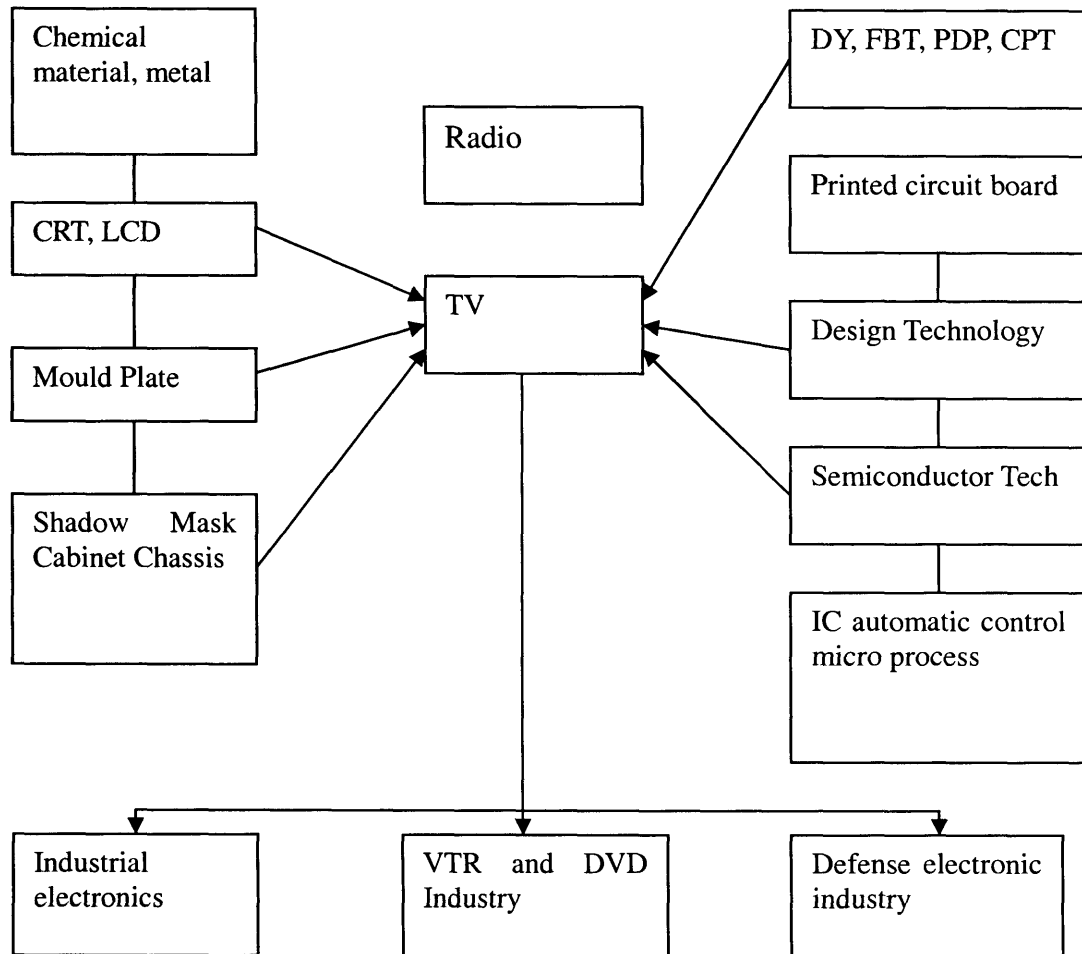 Chemical
material, metal
DY, FBT, PDP, CPT
Radio
Printed circuit board
CRT, LCD
TV
Design Technology
Mould Plate
Semiconductor Tech
Shadow Mask
Cabinet Chassis
IC automatic control
micro process
Industrial
electronics
VTR and DVD
Industry
Defense electronic
industry